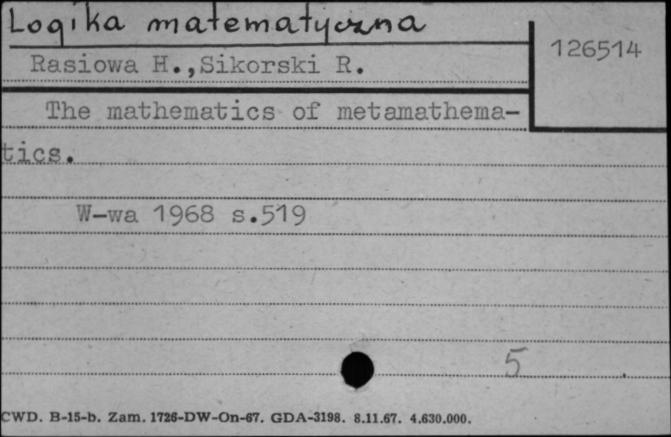 Logika matematyczna
126514
Rasiowa H.,Sikorski R.
The mathematics of metamathema-
tics.
W-wa 1968 s.519
5
CWD. B-15-b. Zam. 1726-DW-On-67. GDA-3198. 8.11.67. 4.630.000.